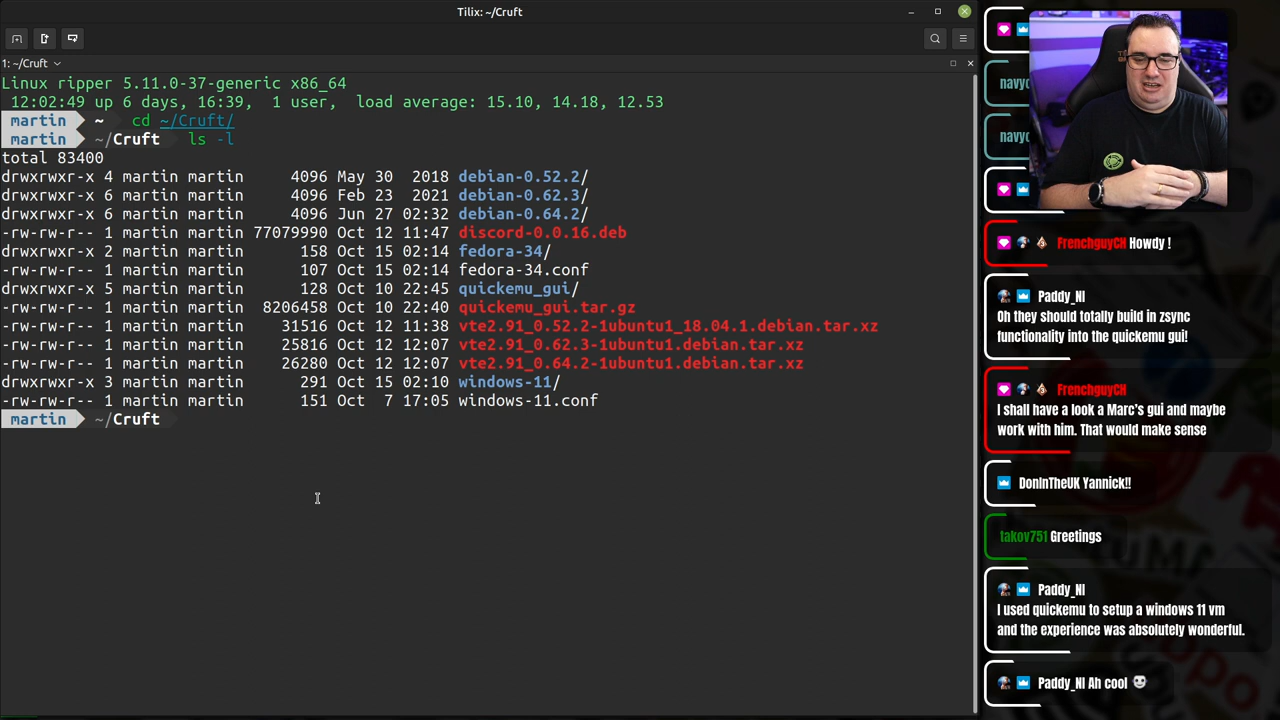 Tilix: ~/Cruft
1: ~/Cruft
Linux ripper 5.11.0-37-generic x86_64
12:02:49 up 6 days, 16:39, 1 user, load average: 15.10, 14.18, 12.53
martin ~ cd ~/Cruft/
martin ~/Cruft ls -l
total 83400
drwxrwxr-x 4 martin martin 4096 May 30 2018 debian-0.52.2/
drwxrwxr-x 6 martin martin 4096 Feb 23 2021 debian-0.62.3/
drwxrwxr-x 6 martin martin 4096 Jun 27 02:32 debian-0.64.2/
-rw-rw-r-- 1 martin martin 77079290 Oct 12 11:47 discord-0.0.16.deb
drwxrwxr-x 2 martin martin 158 Oct 15 02:14 fedora-34/
-rw-rw-r-- 1 martin martin 107 Oct 15 02:14 fedora-34.conf
drwxrwxr-x 5 martin martin 128 Oct 10 22:45 quickemu_gui/
-rw-rw-r-- 1 martin martin 8206458 Oct 10 22:40 quickemu_gui.tar.gz
-rw-rw-r-- 1 martin martin 31516 Oct 12 11:38 vte2.91_0.52.2-1ubuntu1_18.04.1.debian.tar.xz
-rw-rw-r-- 1 martin martin 25816 Oct 12 12:07 vte2.91_0.62.3-1ubuntu1.debian.tar.xz
-rw-rw-r-- 1 martin martin 26280 Oct 12 12:07 vte2.91_0.64.2-1ubuntu1.debian.tar.xz
drwxrwxr-x 3 martin martin 291 Oct 15 02:10 windows-11/
-rw-rw-r-- 1 martin martin 151 Oct 7 17:05 windows-11.conf
martin ~/Cruft
FrenchguyCH Howdy !
Paddy_NI
Oh they should totally build in zsync
functionality into the quickemu gui!
FrenchguyCH
I shall have a look a Marc's gui and maybe
work with him. That would make sense
DonInTheUK Yannick!!
takov751 Greetings
Paddy_NI
I used quickemu to setup a windows 11 vm
and the experience was absolutely wonderful.
Paddy_NI Ah cool